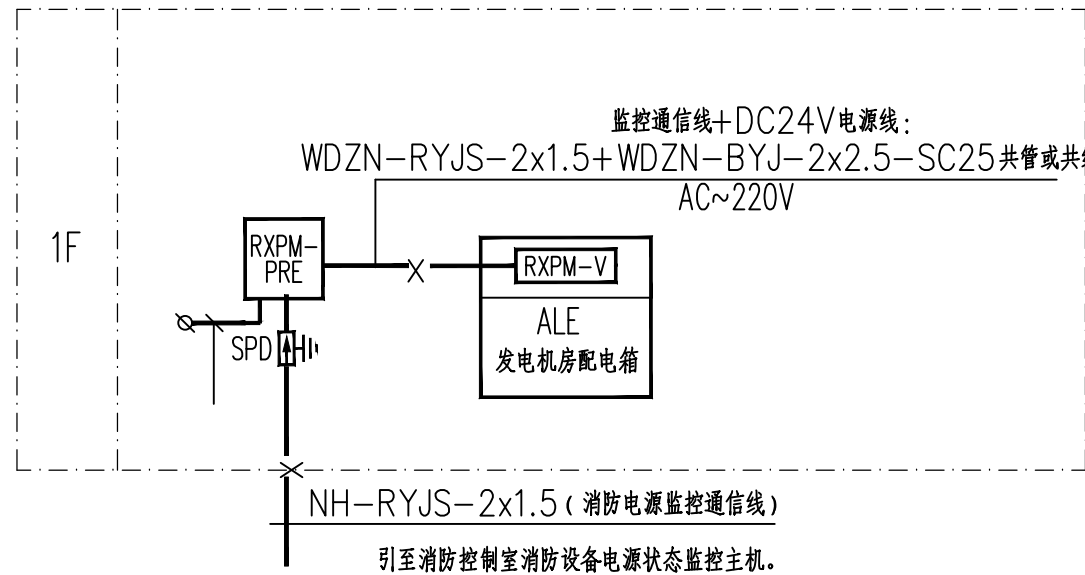 监控通信线+DC24V电源线:
WDZN-RYJS-2x1.5+WDZN-BYJ-2x2.5-SC25共管或共
AC~220V
1F
RXPM-
PRE
RXPM-V
ALE
发电机房配电箱
SPD
NH-RYJS-2x1.5(消防电源监控通信线)
引至消防控制室消防设备电源状态监控主机。